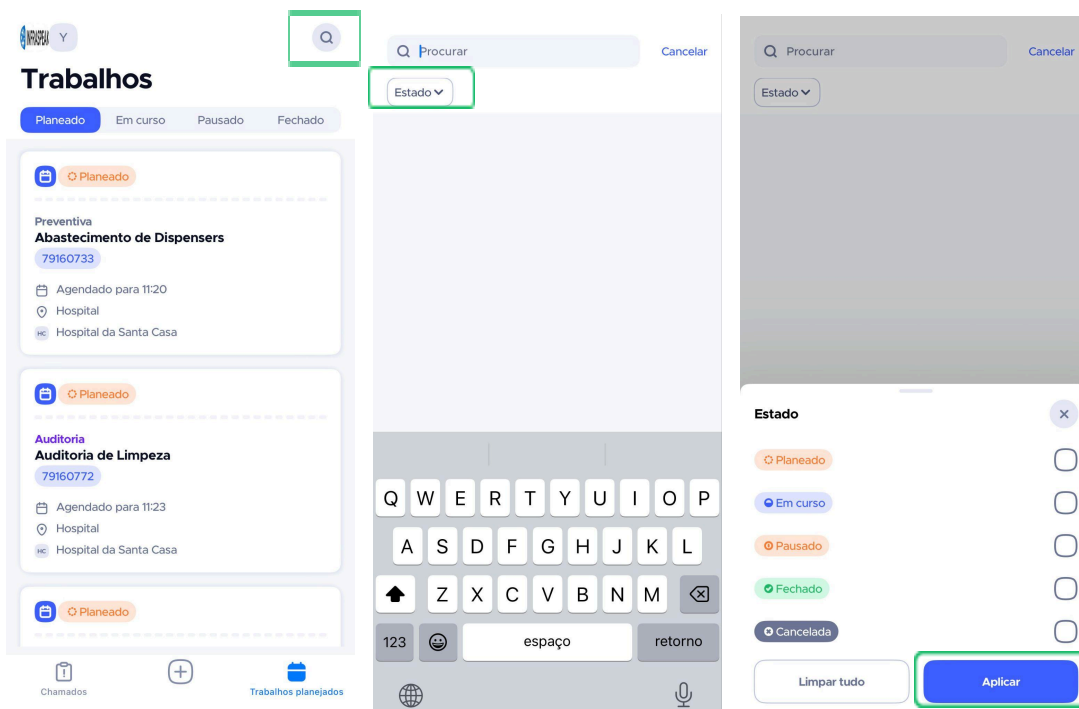 INFRASPEAK
Y
Trabalhos
Planeado Em curso Pausado Fechado
Planeado
Preventiva
Abastecimento de Dispensers
79160733
Agendado para 11:20
Hospital
HC Hospital da Santa Casa
Planeado
Auditoria
Auditoria de Limpeza
79160772
Agendado para 11:23
Hospital
HC Hospital da Santa Casa
Planeado
Chamados
Trabalhos planejados
Procurar Cancelar
Estado
Q W E R T Y U I O P
A S D F G H J K L
Z X C V B N M
123 espaço retorno
Procurar Cancelar
Estado
Estado
Planeado
Em curso
Pausado
Fechado
Cancelada
Limpar tudo Aplicar